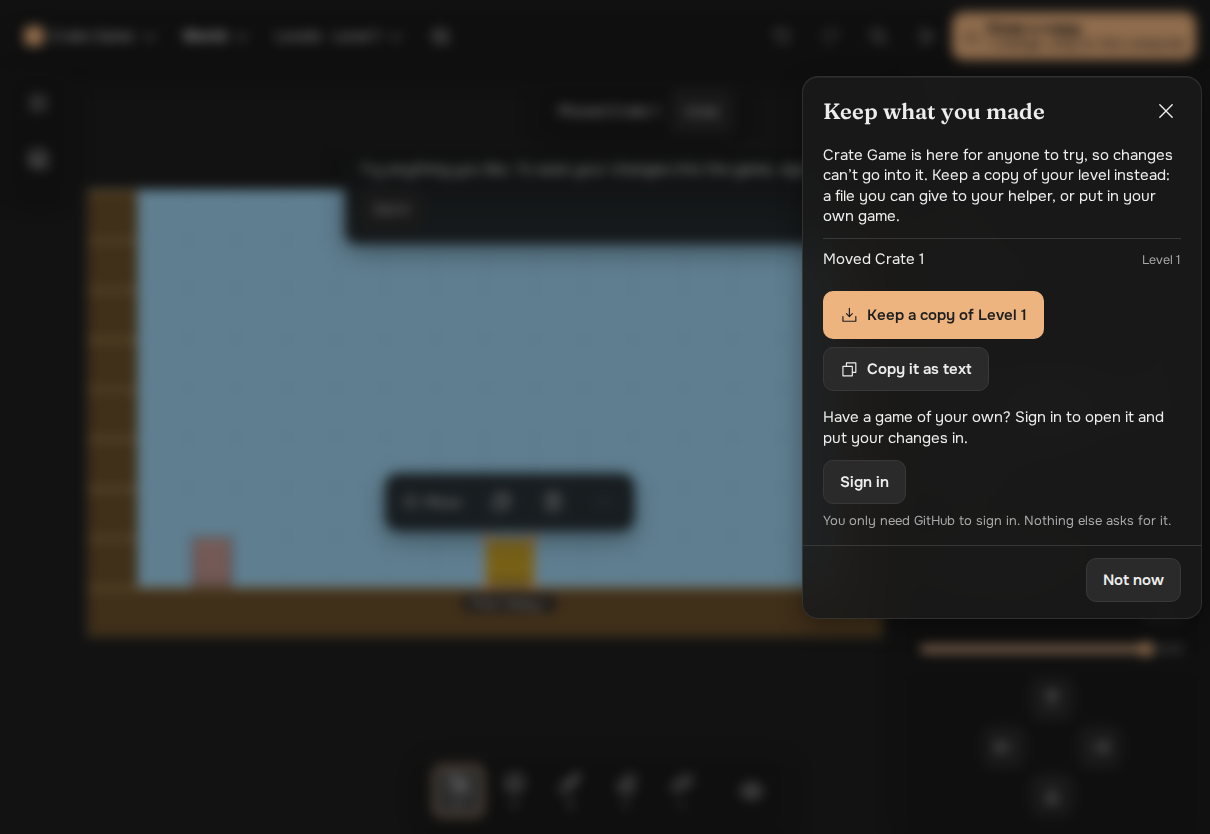 Keep what you made
Crate Game is here for anyone to try, so changes
can’t go into it. Keep a copy of your level instead:
a file you can give to your helper, or put in your
own game.
Moved Crate 1
Level 1
Keep a copy of Level 1
Copy it as text
Have a game of your own? Sign in to open it and
put your changes in.
Sign in
You only need GitHub to sign in. Nothing else asks for it.
Not now